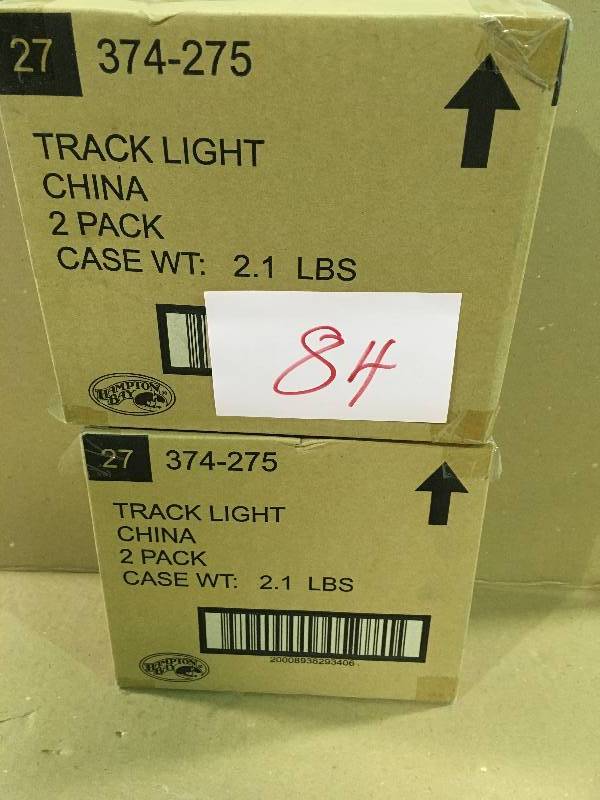 27 374-275
TRACK LIGHT
CHINA
2 PACK
CASE WT: 2.1 LBS
84
HAMPTON
BAY
27 374-275
TRACK LIGHT
CHINA
2 PACK
CASE WT: 2.1 LBS
20008938293406
HAMPTON
BAY